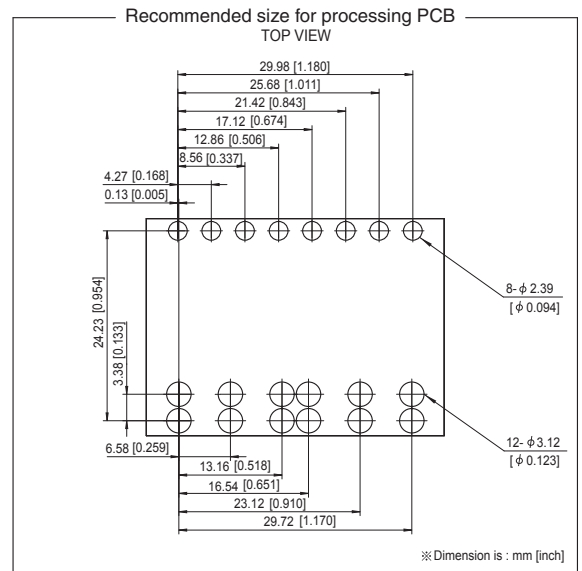 Recommended size for processing PCB
TOP VIEW
29.98 [1.180]
25.68 [1.011]
21.42 [0.843]
17.12 [0.674]
12.86 [0.506]
8.56 [0.337]
4.27 [0.168]
0.13 [0.005]
24.23 [0.954]
3.38 [0.133]
8-ϕ2.39
[ϕ0.094]
12-ϕ3.12
[ϕ0.123]
6.58 [0.259]
13.16 [0.518]
16.54 [0.651]
23.12 [0.910]
29.72 [1.170]
※Dimension is : mm [inch]